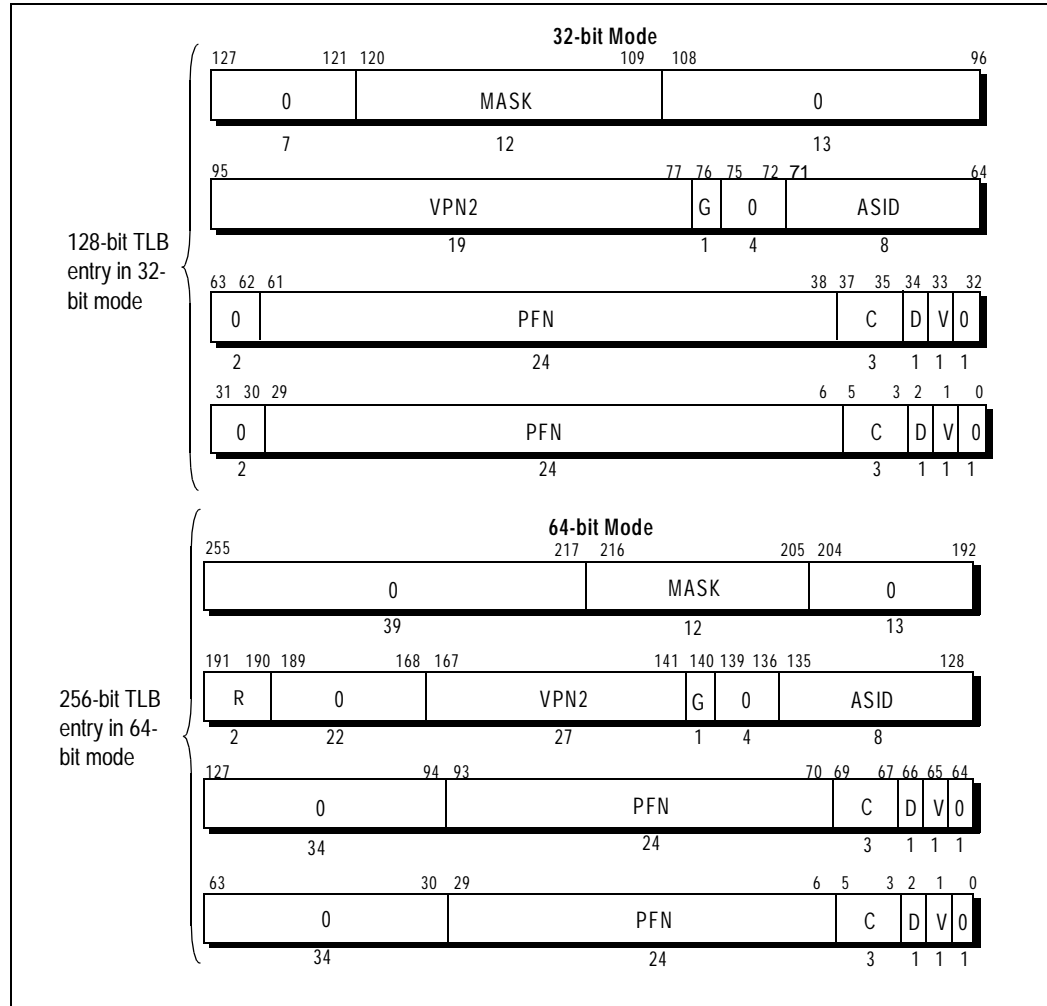 32-bit Mode
127 121 120 109 108 96
0 MASK 0
7 12 13
95 77 76 75 72 71 64
VPN2 G 0 ASID
19 1 4 8
128-bit TLB
entry in 32-
bit mode
63 62 61 38 37 35 34 33 32
0 PFN C D V 0
2 24 3 1 1 1
31 30 29 6 5 3 2 1 0
0 PFN C D V 0
2 24 3 1 1 1
64-bit Mode
255 217 216 205 204 192
0 MASK 0
39 12 13
191 190 189 168 167 141 140 139 136 135 128
R 0 VPN2 G 0 ASID
2 22 27 1 4 8
256-bit TLB
entry in 64-
bit mode
127 94 93 70 69 67 66 65 64
0 PFN C D V 0
34 24 3 1 1 1
63 30 29 6 5 3 2 1 0
0 PFN C D V 0
34 24 3 1 1 1